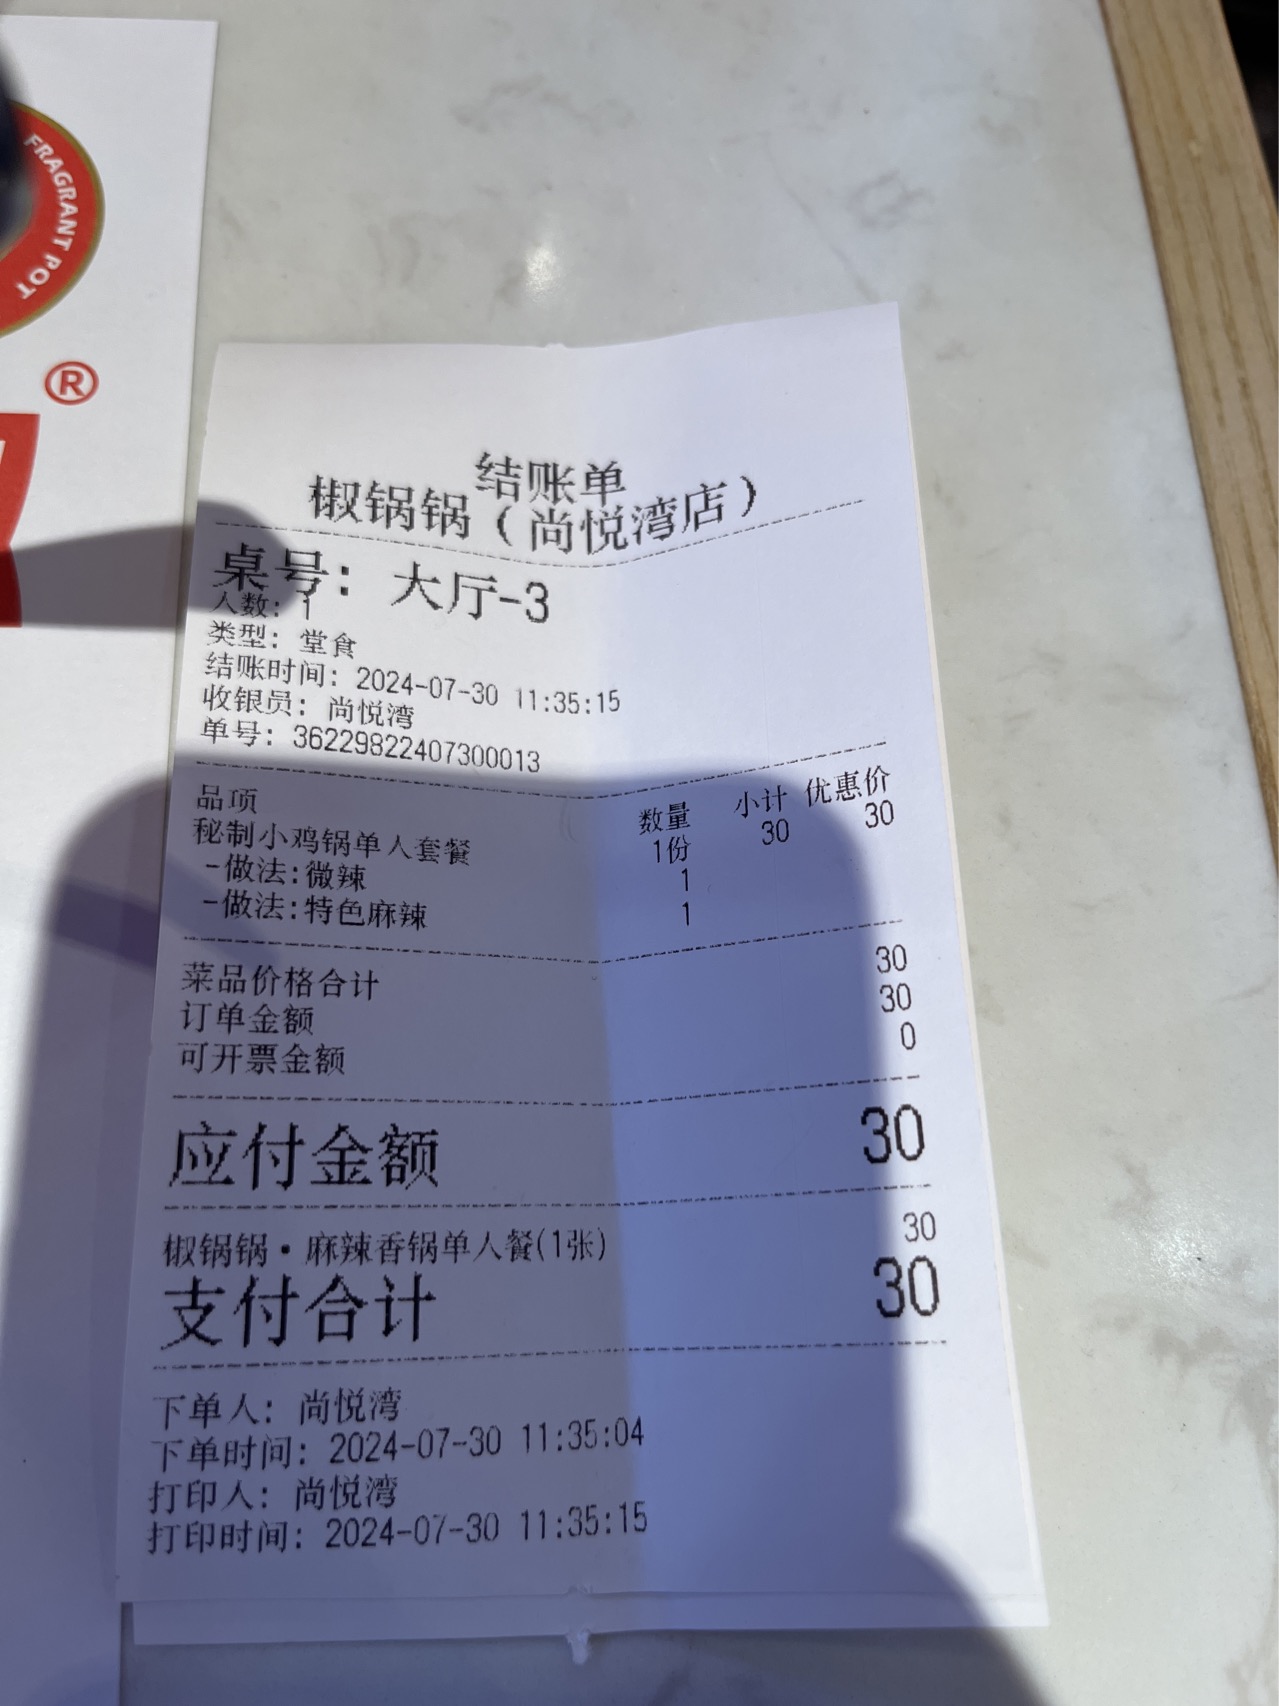 FRAGRANT POT
®
结账单
椒锅锅（尚悦湾店）
桌号: 大厅-3
人数: 1
类型: 堂食
结账时间: 2024-07-30 11:35:15
收银员: 尚悦湾
单号: 36229822407300013
品项 数量 小计 优惠价
秘制小鸡锅单人套餐 1份 30 30
-做法:微辣 1
-做法:特色麻辣 1
菜品价格合计 30
订单金额 30
可开票金额 0
应付金额 30
椒锅锅·麻辣香锅单人餐(1张) 30
支付合计 30
下单人: 尚悦湾
下单时间: 2024-07-30 11:35:04
打印人: 尚悦湾
打印时间: 2024-07-30 11:35:15